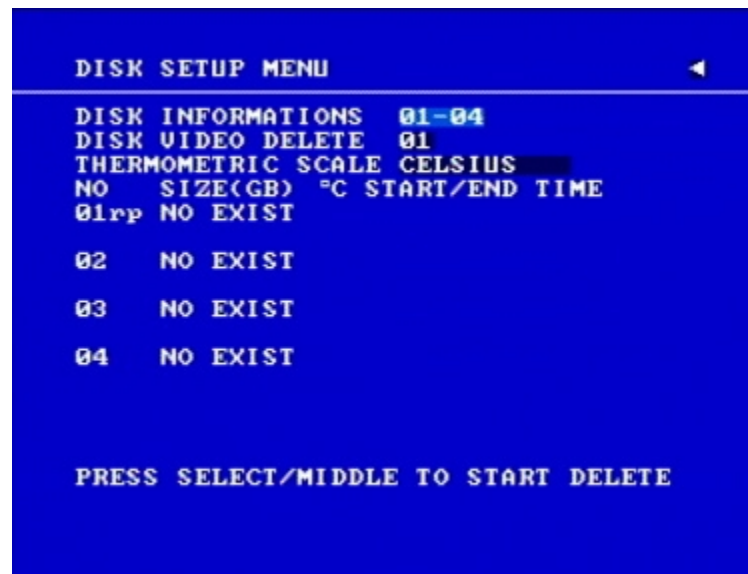 DISK SETUP MENU
DISK INFORMATIONS 01-04
DISK VIDEO DELETE 01
THERMOMETRIC SCALE CELSIUS
NO SIZE(GB) °C START/END TIME
01rp NO EXIST
02 NO EXIST
03 NO EXIST
04 NO EXIST
PRESS SELECT/MIDDLE TO START DELETE